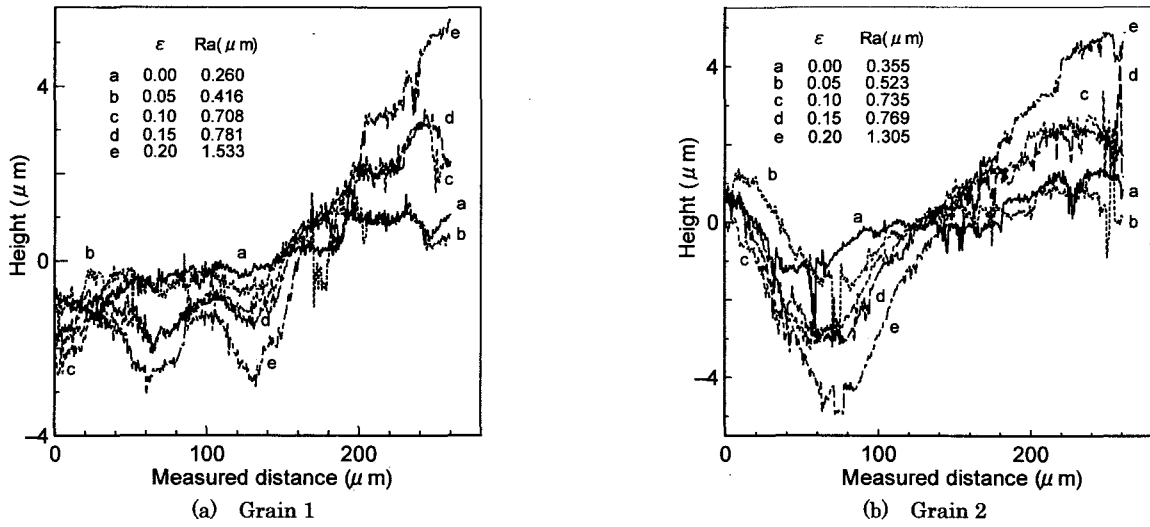 ε Ra(μm)
a 0.00 0.260
b 0.05 0.416
c 0.10 0.708
d 0.15 0.781
e 0.20 1.533
e
d
c
a
b
b
a
c
d
e
4
0
−4
Height (μm)
0 100 200
Measured distance (μm)
(a) Grain 1
ε Ra(μm)
a 0.00 0.355
b 0.05 0.523
c 0.10 0.735
d 0.15 0.769
e 0.20 1.305
e
d
c
b
a
a
b
c
d
e
4
0
−4
Height (μm)
0 100 200
Measured distance (μm)
(b) Grain 2